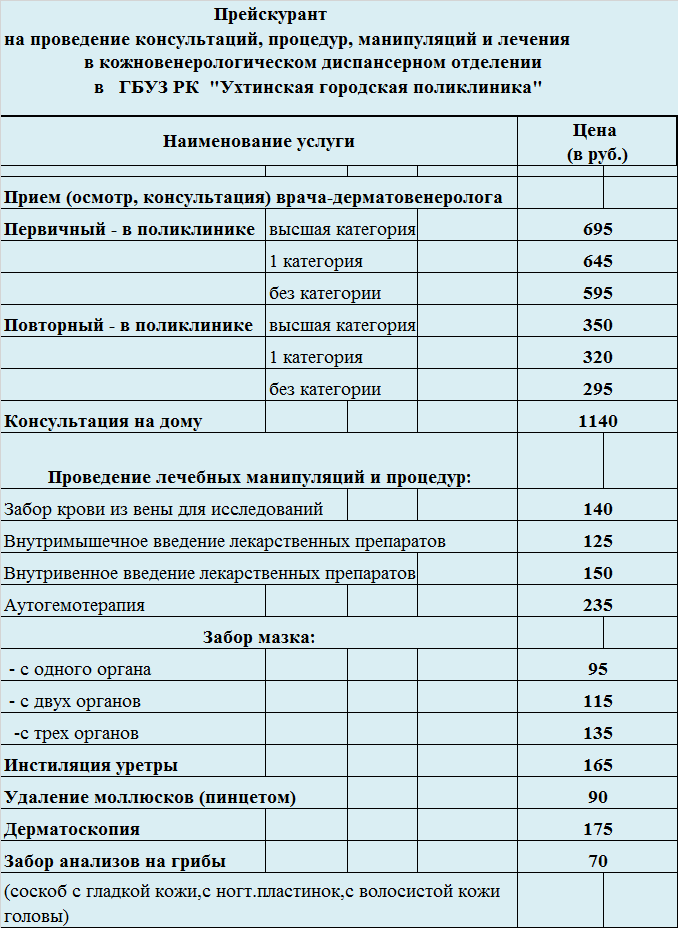 Прейскурант
на проведение консультаций, процедур, манипуляций и лечения
в кожновенерологическом диспансерном отделении
в ГБУЗ РК "Ухтинская городская поликлиника"
Наименование услуги Цена (в руб.)
Прием (осмотр, консультация) врача-дерматовенеролога
Первичный - в поликлинике высшая категория 695
1 категория 645
без категории 595
Повторный - в поликлинике высшая категория 350
1 категория 320
без категории 295
Консультация на дому 1140
Проведение лечебных манипуляций и процедур:
Забор крови из вены для исследований 140
Внутримышечное введение лекарственных препаратов 125
Внутривенное введение лекарственных препаратов 150
Аутогемотерапия 235
Забор мазка:
- с одного органа 95
- с двух органов 115
-с трех органов 135
Инстиляция уретры 165
Удаление моллюсков (пинцетом) 90
Дерматоскопия 175
Забор анализов на грибы 70
(соскоб с гладкой кожи,с ногт.пластинок,с волосистой кожи
головы)